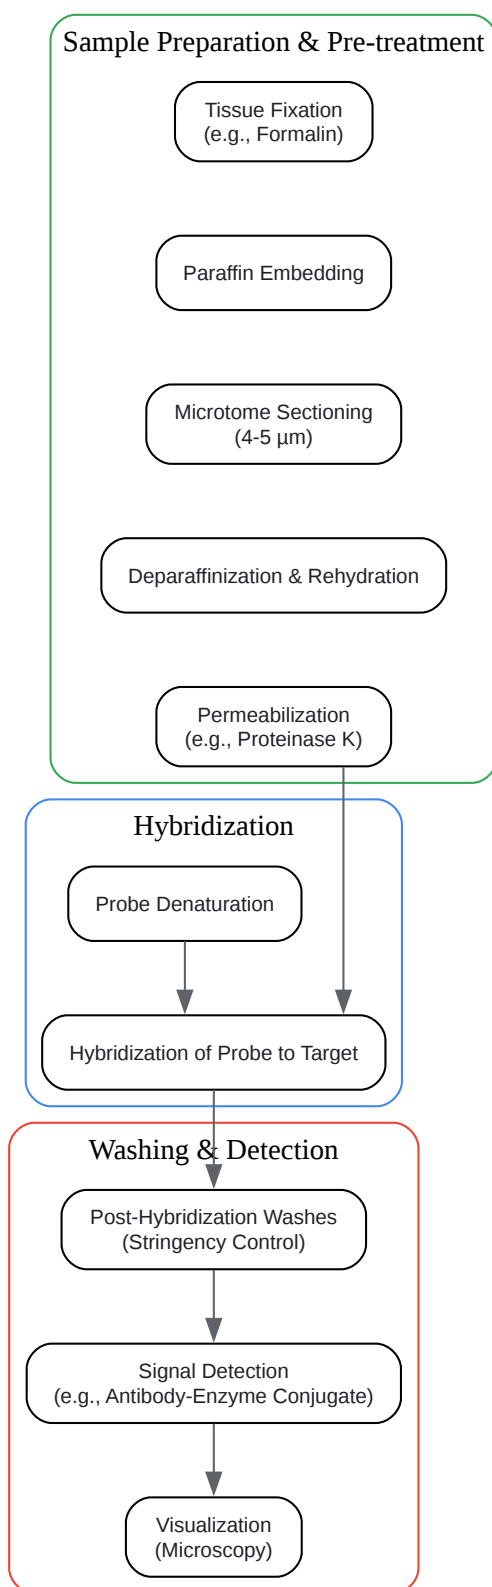 Sample Preparation & Pre-treatment
Tissue Fixation
(e.g., Formalin)
Paraffin Embedding
Microtome Sectioning
(4-5 µm)
Deparaffinization & Rehydration
Permeabilization
(e.g., Proteinase K)
Hybridization
Probe Denaturation
Hybridization of Probe to Target
Washing & Detection
Post-Hybridization Washes
(Stringency Control)
Signal Detection
(e.g., Antibody-Enzyme Conjugate)
Visualization
(Microscopy)